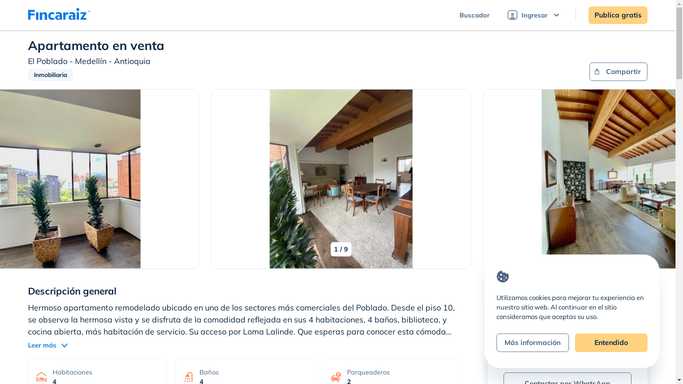 Fincaraiz
Buscador
Ingresar
Publica gratis
Apartamento en venta
El Poblado - Medellín - Antioquia
Inmobiliaria
Compartir
1 / 9
Descripción general
Hermoso apartamento remodelado ubicado en uno de los sectores más comerciales del Poblado. Desde el piso 10,
se observa la hermosa vista y se disfruta de la comodidad reflejada en sus 4 habitaciones, 4 baños, biblioteca, y
cocina abierta, más habitación de servicio. Su acceso por Loma Lalinde. Que esperas para conocer esta cómoda...
Leer más
Habitaciones
4
Baños
4
Parqueaderos
2
Utilizamos cookies para mejorar tu experiencia en
nuestro sitio web. Al continuar en el sitio
consideramos que aceptas su uso.
Más información
Entendido
Contactar por WhatsApp